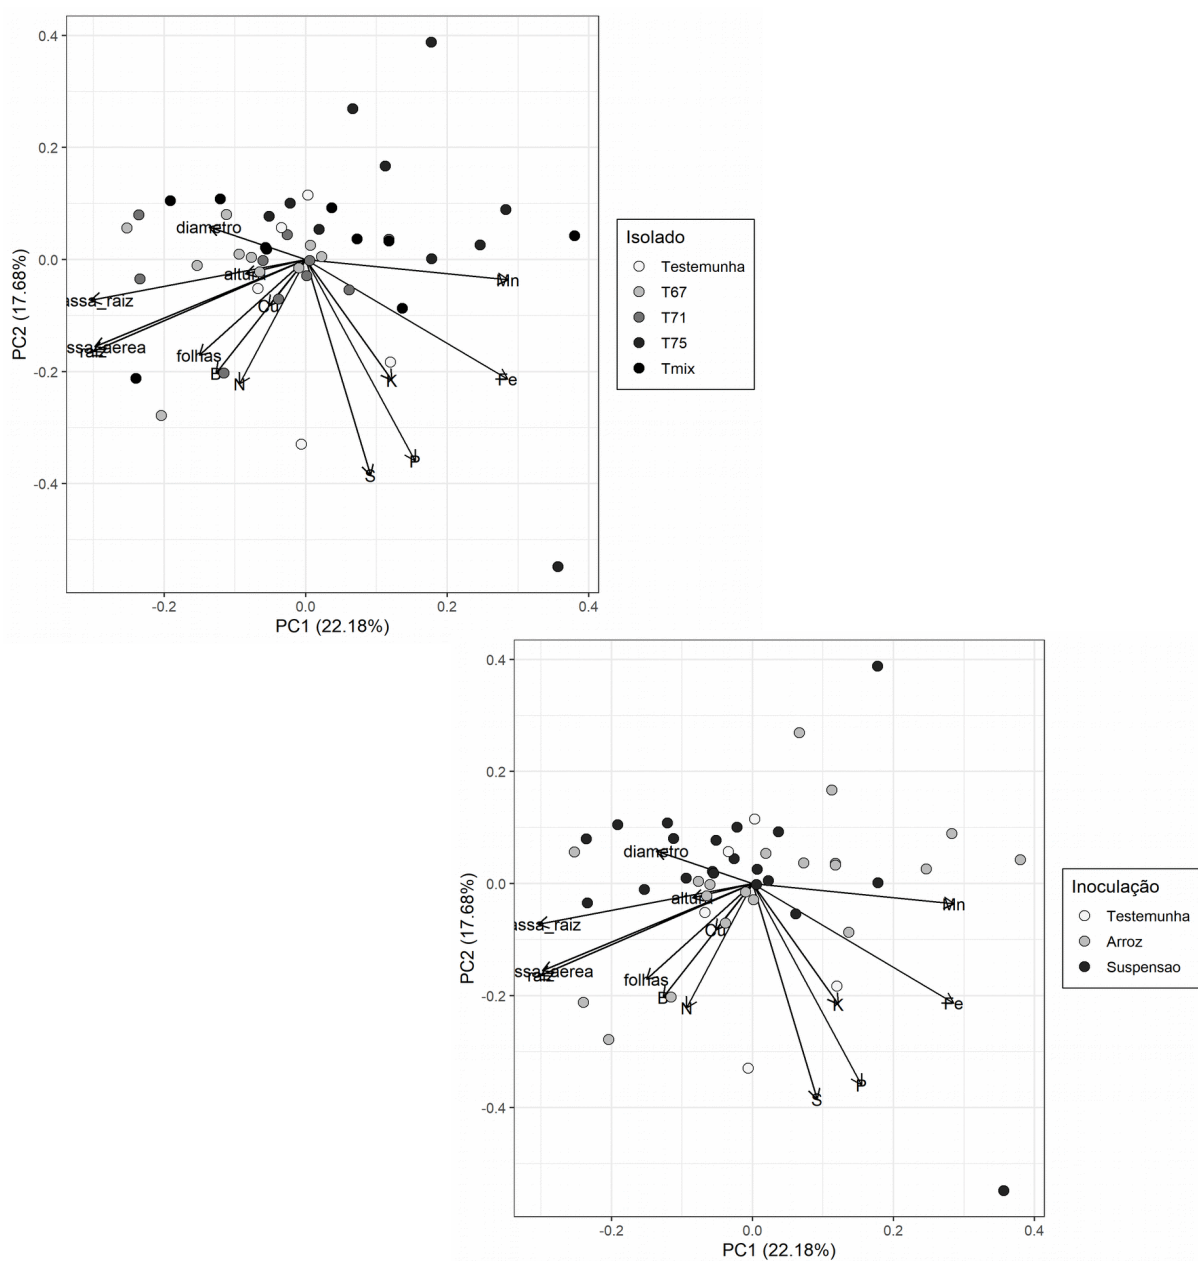 0.4
0.2
0.0
-0.2
-0.4
PC2 (17.68%)
diametro
altura
assa_raiz
ssa_aerea
raiz
Cu
folhas
B
N
K
S
P
Mn
Fe
-0.2
0.0
0.2
0.4
PC1 (22.18%)
Isolado
Testemunha
T67
T71
T75
Tmix
0.4
0.2
0.0
-0.2
-0.4
PC2 (17.68%)
diametro
altura
assa_raiz
ssa_aerea
raiz
Cu
folhas
B
N
K
S
P
Mn
Fe
-0.2
0.0
0.2
0.4
PC1 (22.18%)
Inoculação
Testemunha
Arroz
Suspensao